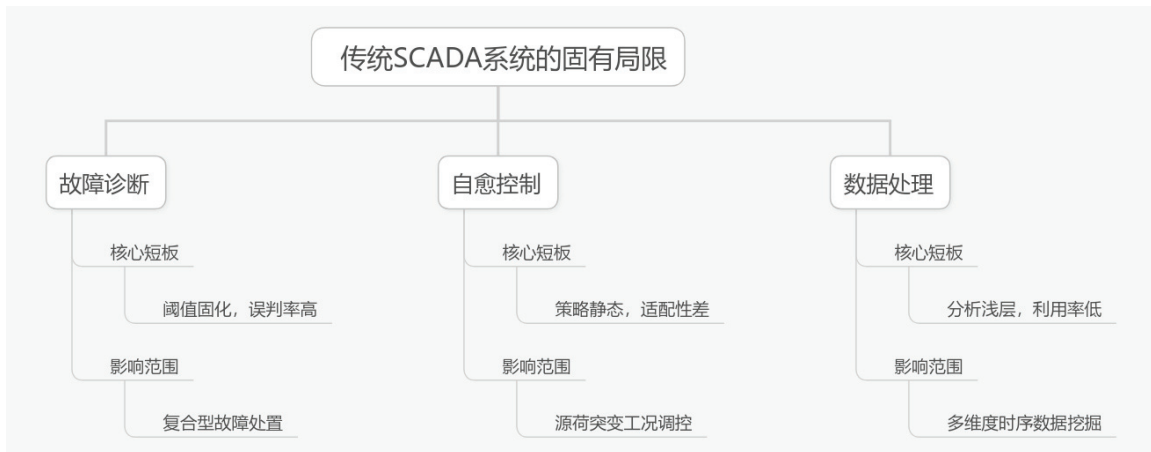 传统SCADA系统的固有局限
故障诊断
核心短板
阈值固化，误判率高
影响范围
复合型故障处置
自愈控制
核心短板
策略静态，适配性差
影响范围
源荷突变工况调控
数据处理
核心短板
分析浅层，利用率低
影响范围
多维度时序数据挖掘